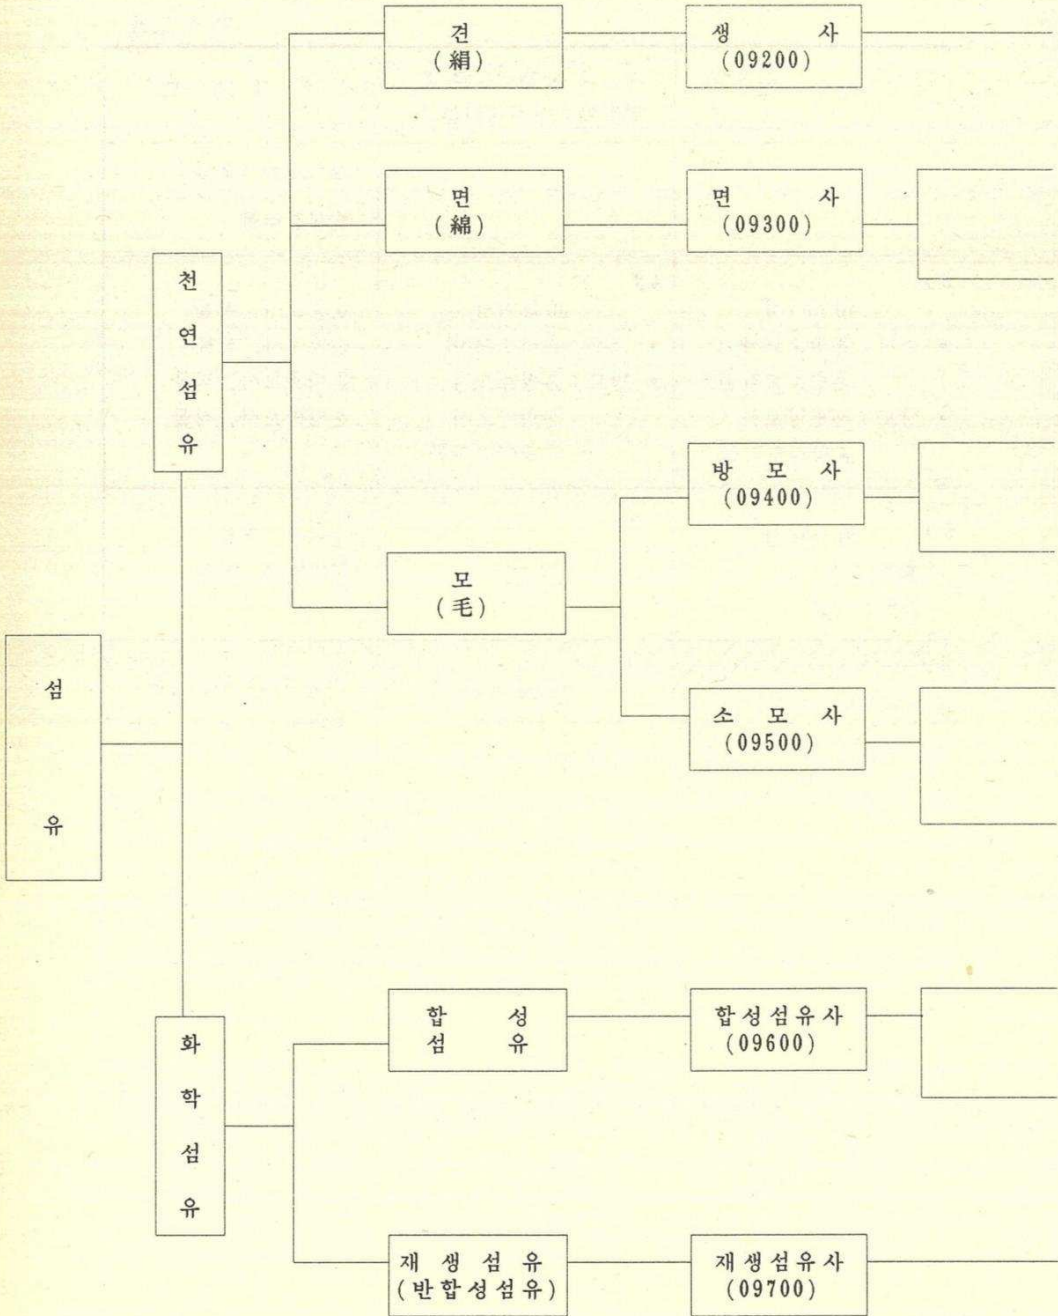 견
(絹)
생 사
(09200)
면
(綿)
면 사
(09300)
천
연
섬
유
방 모 사
(09400)
모
(毛)
섬
유
소 모 사
(09500)
합 성
섬 유
합성섬유사
(09600)
화
학
섬
유
재 생 섬 유
(반합성섬유)
재생섬유사
(09700)